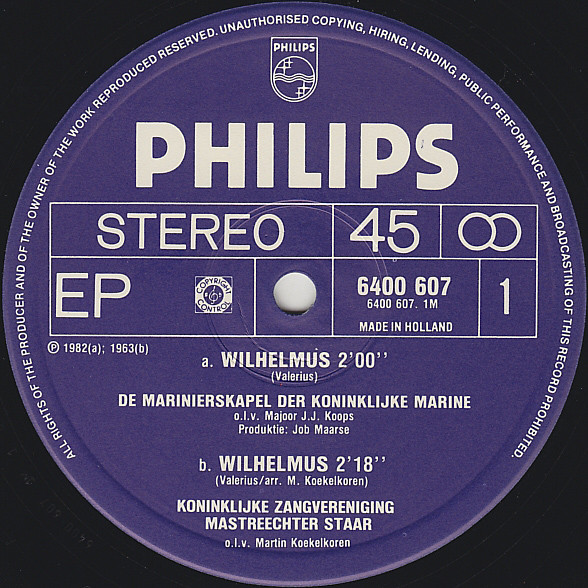 ALL RIGHTS OF THE PRODUCER AND OF THE OWNER OF THE WORK REPRODUCED RESERVED. UNAUTHORISED COPYING, HIRING, LENDING, PUBLIC PERFORMANCE AND BROADCASTING OF THIS RECORD PROHIBITED.
PHILIPS
PHILIPS
STEREO 45
EP COPYRIGHT CONTROL 6400 607 1
6400 607. 1M
MADE IN HOLLAND
Ⓟ 1982(a); 1963(b)
a. WILHELMUS 2'00''
(Valerius)
DE MARINIERSKAPEL DER KONINKLIJKE MARINE
o.l.v. Majoor J.J. Koops
Produktie: Job Maarse
b. WILHELMUS 2'18''
(Valerius/arr. M. Koekelkoren)
KONINKLIJKE ZANGVERENIGING
MASTREECHTER STAAR
o.l.v. Martin Koekelkoren